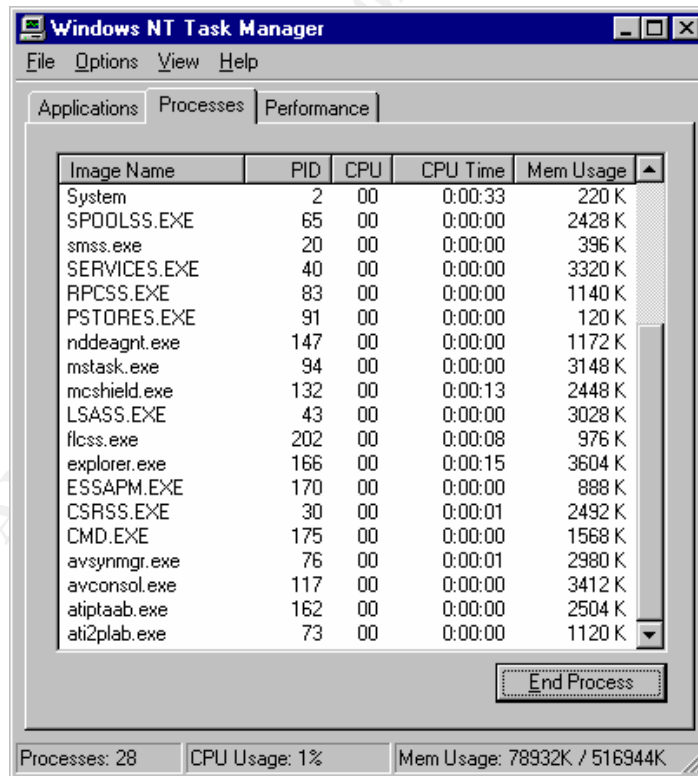 Windows NT Task Manager
File Options View Help
Applications Processes Performance
Image Name PID CPU CPU Time Mem Usage
System 2 00 0:00:33 220 K
SPOOLSS.EXE 65 00 0:00:00 2428 K
smss.exe 20 00 0:00:00 396 K
SERVICES.EXE 40 00 0:00:00 3320 K
RPCSS.EXE 83 00 0:00:00 1140 K
PSTORES.EXE 91 00 0:00:00 120 K
nddeagnt.exe 147 00 0:00:00 1172 K
mstask.exe 94 00 0:00:00 3148 K
mcshield.exe 132 00 0:00:13 2448 K
LSASS.EXE 43 00 0:00:00 3028 K
flcss.exe 202 00 0:00:08 976 K
explorer.exe 166 00 0:00:15 3604 K
ESSAPM.EXE 170 00 0:00:00 888 K
CSRSS.EXE 30 00 0:00:01 2492 K
CMD.EXE 175 00 0:00:00 1568 K
avsynmgr.exe 76 00 0:00:01 2980 K
avconsol.exe 117 00 0:00:00 3412 K
atiptaab.exe 162 00 0:00:00 2504 K
ati2plab.exe 73 00 0:00:00 1120 K
End Process
Processes: 28 CPU Usage: 1% Mem Usage: 78932K / 516944K